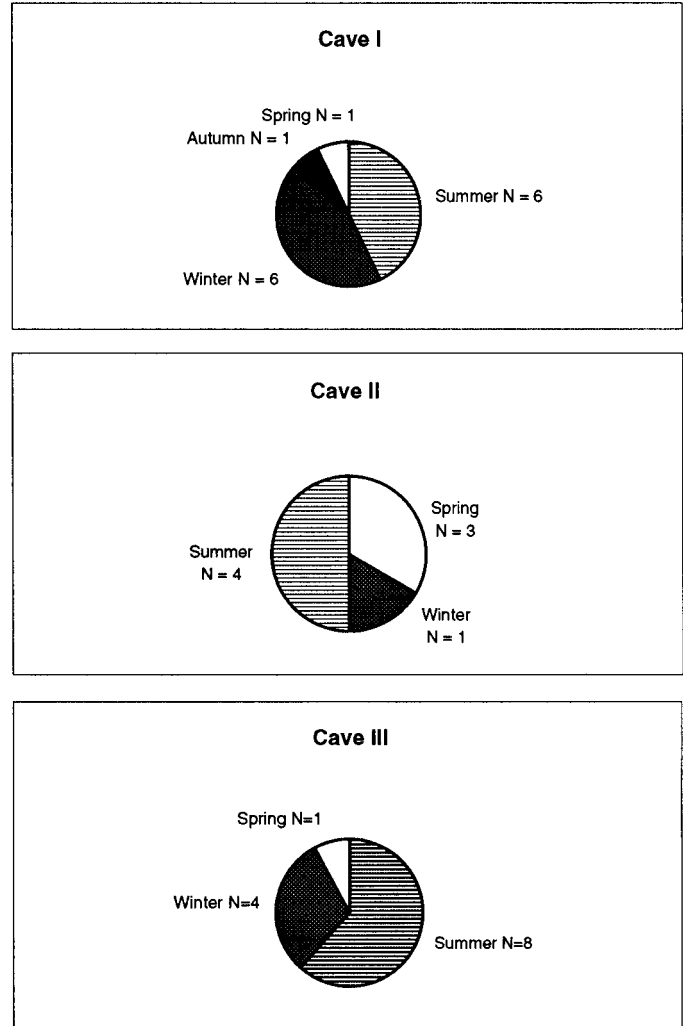 Cave I
Spring N = 1
Autumn N = 1
Summer N = 6
Winter N = 6
Cave II
Spring
N = 3
Summer
N = 4
Winter
N = 1
Cave III
Spring N=1
Winter N=4
Summer N=8